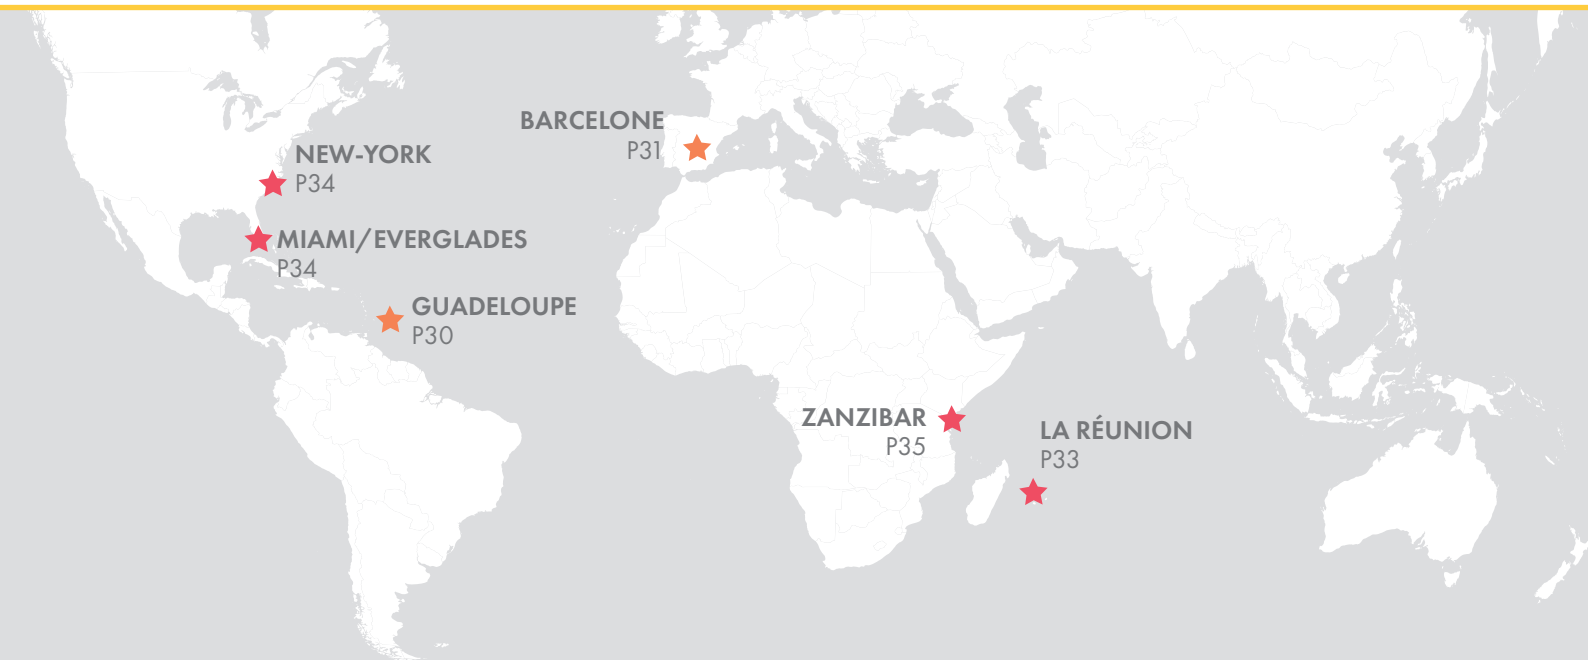 BARCELONE
P31
NEW-YORK
P34
MIAMI/EVERGLADES
P34
GUADELOUPE
P30
ZANZIBAR
P35
LA RÉUNION
P33